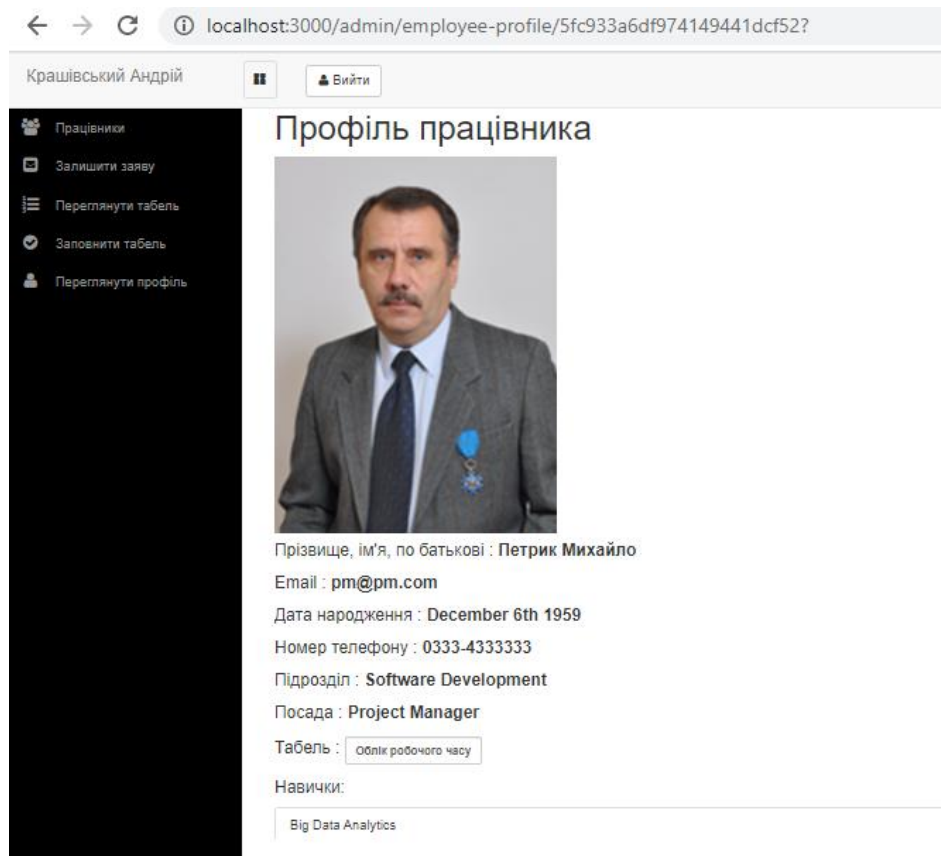 localhost:3000/admin/employee-profile/5fc933a6df974149441dcf52?
Крашівський Андрій
Вийти
Працівники
Залишити заяву
Переглянути табель
Заповнити табель
Переглянути профіль
Профіль працівника
Прізвище, ім'я, по батькові : Петрик Михайло
Email : pm@pm.com
Дата народження : December 6th 1959
Номер телефону : 0333-4333333
Підрозділ : Software Development
Посада : Project Manager
Табель : Облік робочого часу
Навички:
Big Data Analytics